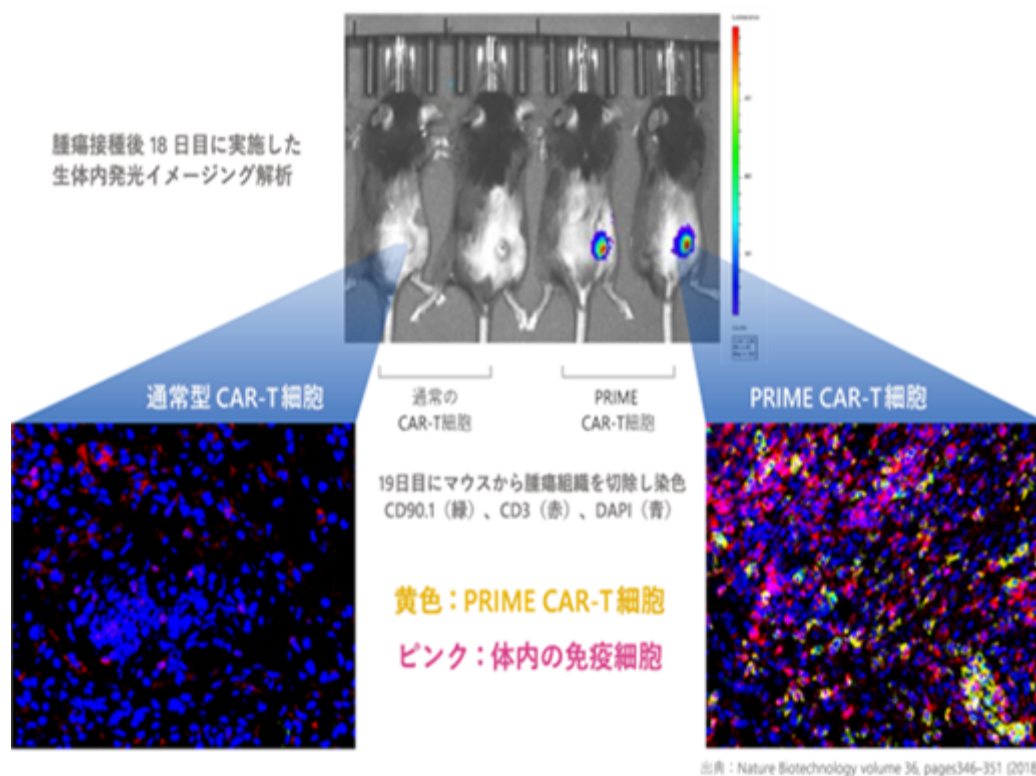 腫瘍接種後 18 日目に実施した
生体内発光イメージング解析
通常型 CAR-T 細胞
通常の
CAR-T細胞
PRIME
CAR-T細胞
PRIME CAR-T 細胞
19日目にマウスから腫瘍組織を切除し染色
CD90.1（緑）、CD3（赤）、DAPI（青）
黄色：PRIME CAR-T 細胞
ピンク：体内の免疫細胞
出典：Nature Biotechnology volume 36, pages346–351 (2018